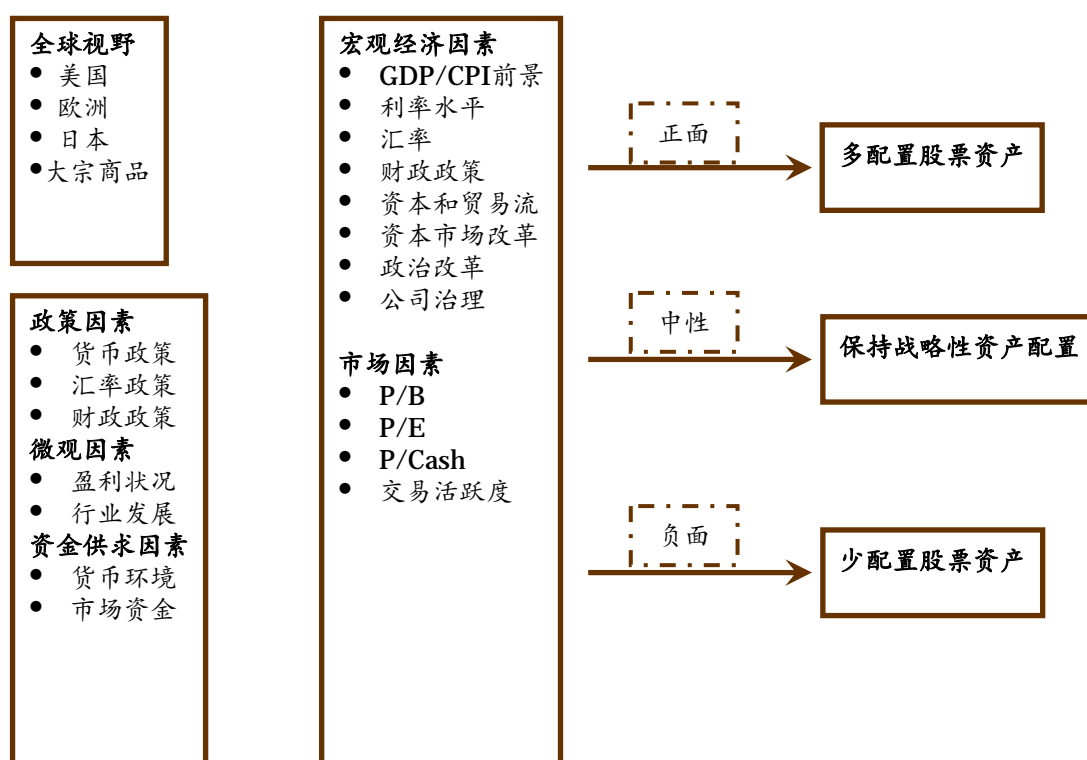 全球视野
● 美国
● 欧洲
● 日本
●大宗商品
政策因素
● 货币政策
● 汇率政策
● 财政政策
微观因素
● 盈利状况
● 行业发展
资金供求因素
● 货币环境
● 市场资金
宏观经济因素
● GDP/CPI前景
● 利率水平
● 汇率
● 财政政策
● 资本和贸易流
● 资本市场改革
● 政治改革
● 公司治理
市场因素
● P/B
● P/E
● P/Cash
● 交易活跃度
正面
多配置股票资产
中性
保持战略性资产配置
负面
少配置股票资产